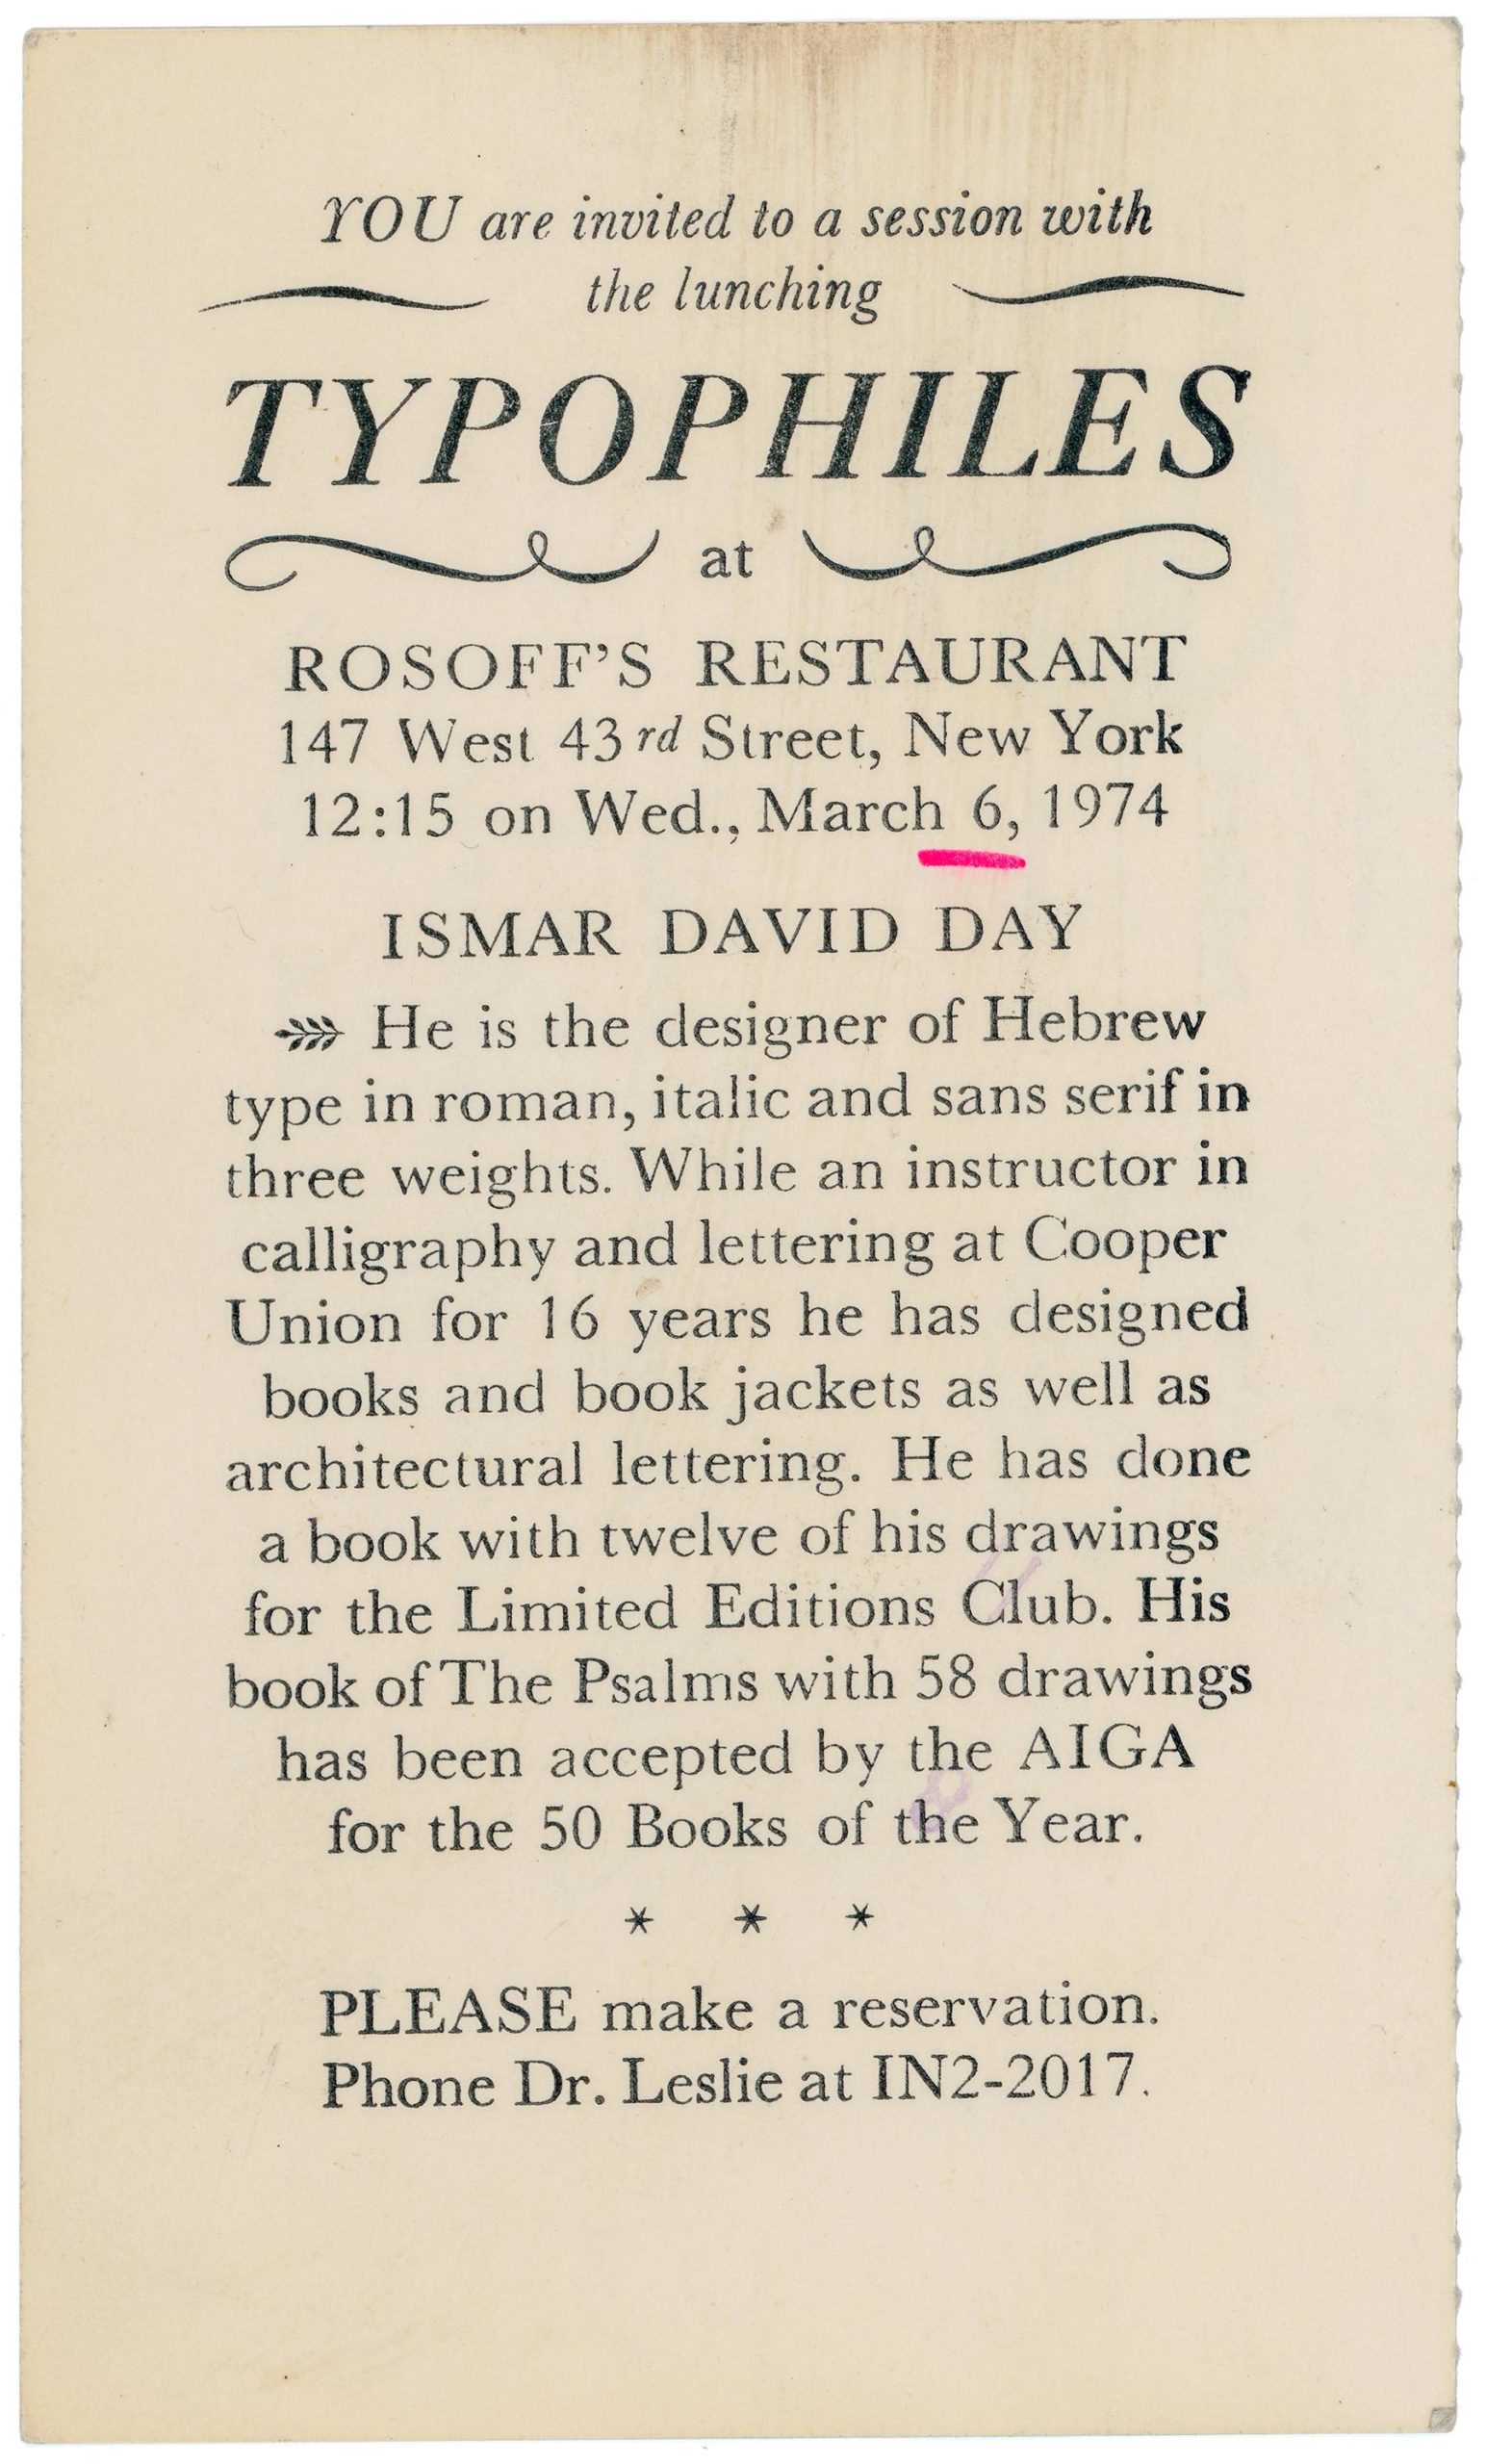 YOU are invited to a session with
the lunching
TYPOPHILES
at
ROSOFF’S RESTAURANT
147 West 43rd Street, New York
12:15 on Wed., March 6, 1974
ISMAR DAVID DAY
He is the designer of Hebrew
type in roman, italic and sans serif in
three weights. While an instructor in
calligraphy and lettering at Cooper
Union for 16 years he has designed
books and book jackets as well as
architectural lettering. He has done
a book with twelve of his drawings
for the Limited Editions Club. His
book of The Psalms with 58 drawings
has been accepted by the AIGA
for the 50 Books of the Year.
* * *
PLEASE make a reservation.
Phone Dr. Leslie at IN2-2017.